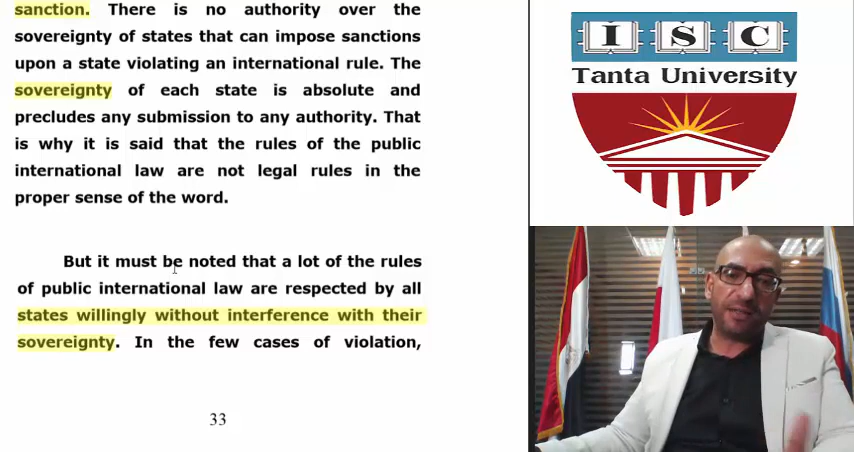 sanction. There is no authority over the
sovereignty of states that can impose sanctions
upon a state violating an international rule. The
sovereignty of each state is absolute and
precludes any submission to any authority. That
is why it is said that the rules of the public
international law are not legal rules in the
proper sense of the word.
But it must be noted that a lot of the rules
of public international law are respected by all
states willingly without interference with their
sovereignty. In the few cases of violation,
33
I S C
Tanta University